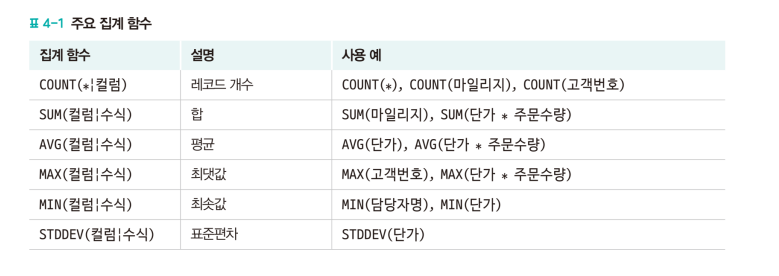 표 4-1 주요 집계 함수
집계 함수 설명 사용 예
COUNT(*¦컬럼) 레코드 개수 COUNT(*), COUNT(마일리지), COUNT(고객번호)
SUM(컬럼¦수식) 합 SUM(마일리지), SUM(단가 * 주문수량)
AVG(컬럼¦수식) 평균 AVG(단가), AVG(단가 * 주문수량)
MAX(컬럼¦수식) 최댓값 MAX(고객번호), MAX(단가 * 주문수량)
MIN(컬럼¦수식) 최솟값 MIN(담당자명), MIN(단가)
STDDEV(컬럼¦수식) 표준편차 STDDEV(단가)